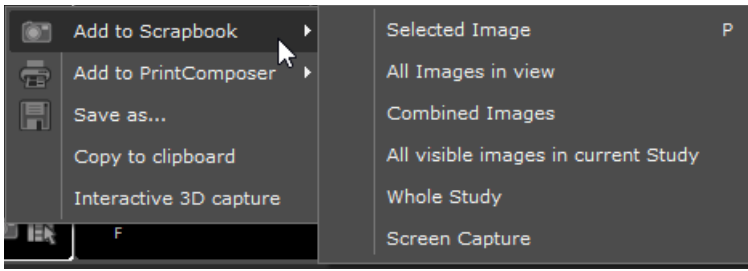 Add to Scrapbook
Add to PrintComposer
Save as...
Copy to clipboard
Interactive 3D capture
F
Selected Image P
All Images in view
Combined Images
All visible images in current Study
Whole Study
Screen Capture